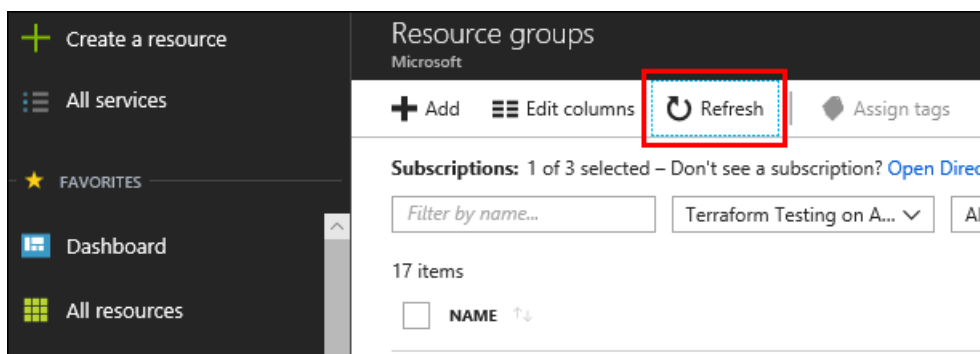 Create a resource
All services
FAVORITES
Dashboard
All resources
Resource groups
Microsoft
Add Edit columns Refresh Assign tags
Subscriptions: 1 of 3 selected – Don't see a subscription? Open
Filter by name... Terraform Testing on A...
17 items
NAME